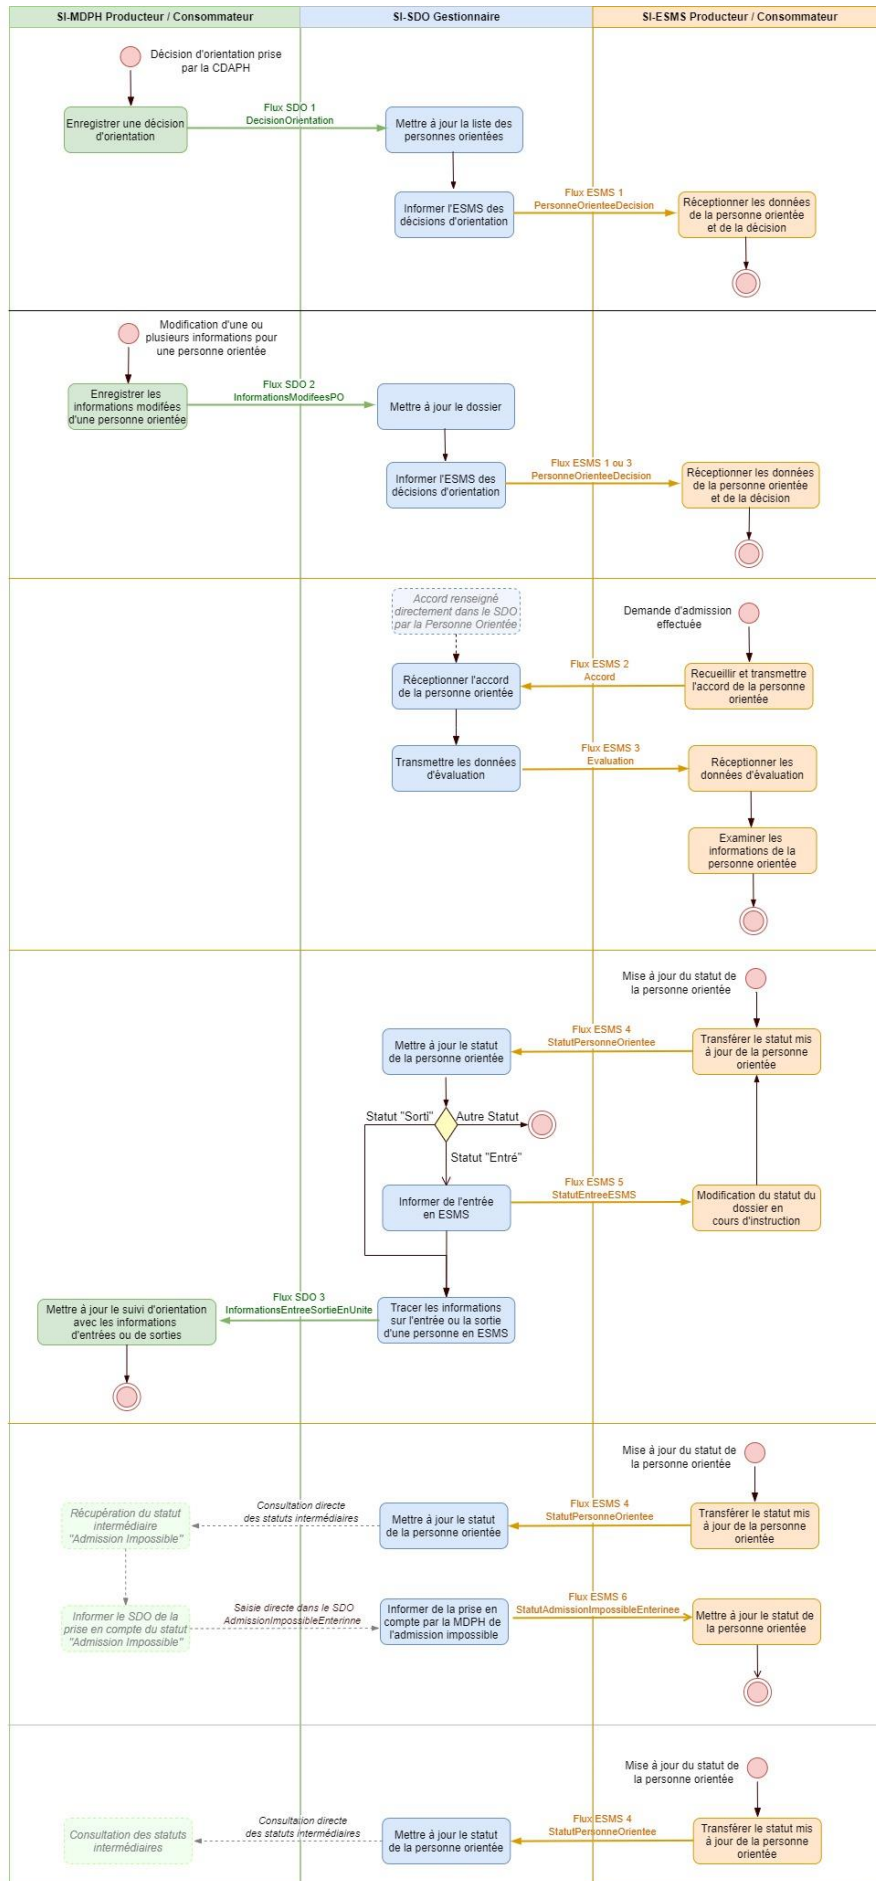 SI-MDPH Producteur / Consommateur
SI-SDO Gestionnaire
SI-ESMS Producteur / Consommateur
Décision d'orientation prise
par la CDAPH
Enregistrer une décision
d'orientation
Flux SDO 1
DecisionOrientation
Mettre à jour la liste des
personnes orientées
Informer l'ESMS des
décisions d'orientation
Flux ESMS 1
PersonneOrienteeDecision
Réceptionner les données
de la personne orientée
et de la décision
Modification d'une ou
plusieurs informations pour
une personne orientée
Enregistrer les
informations modifées
d'une personne orientée
Flux SDO 2
InformationsModifeesPO
Mettre à jour le dossier
Informer l'ESMS des
décisions d'orientation
Flux ESMS 1 ou 3
PersonneOrienteeDecision
Réceptionner les données
de la personne orientée
et de la décision
Accord renseigné
directement dans le SDO
par la Personne Orientée
Demande d'admission
effectuée
Réceptionner l'accord
de la personne orientée
Flux ESMS 2
Accord
Recueillir et transmettre
l'accord de la personne
orientée
Transmettre les données
d'évaluation
Flux ESMS 3
Evaluation
Réceptionner les
données d'évaluation
Examiner les
informations de la
personne orientée
Mise à jour du statut de
la personne orientée
Mettre à jour le statut
de la personne orientée
Flux ESMS 4
StatutPersonneOrientee
Transférer le statut mis
à jour de la personne
orientée
Statut "Sorti"
Autre Statut
Statut "Entré"
Informer de l'entrée
en ESMS
Flux ESMS 5
StatutEntreeESMS
Modification du statut du
dossier en
cours d'instruction
Mettre à jour le suivi d'orientation
avec les informations
d'entrées ou de sorties
Flux SDO 3
InformationsEntreeSortieEnUnite
Tracer les informations
sur l'entrée ou la sortie
d'une personne en ESMS
Mise à jour du statut de
la personne orientée
Récupération du statut
intermédiaire
"Admission Impossible"
Consultation directe
des statuts intermédiaires
Mettre à jour le statut
de la personne orientée
Flux ESMS 4
StatutPersonneOrientee
Transférer le statut mis
à jour de la personne
orientée
Informer le SDO de la
prise en compte du statut
"Admission Impossible"
Saisie directe dans le SDO
AdmissionImpossibleEnterinne
Informer de la prise en
compte par la MDPH de
l'admission impossible
Flux ESMS 6
StatutAdmissionImpossibleEnterinee
Mettre à jour le statut de
la personne orientée
Mise à jour du statut de
la personne orientée
Consultation des statuts
intermédiaires
Consultation directe
des statuts intermédiaires
Mettre à jour le statut
de la personne orientée
Flux ESMS 4
StatutPersonneOrientee
Transférer le statut mis
à jour de la personne
orientée